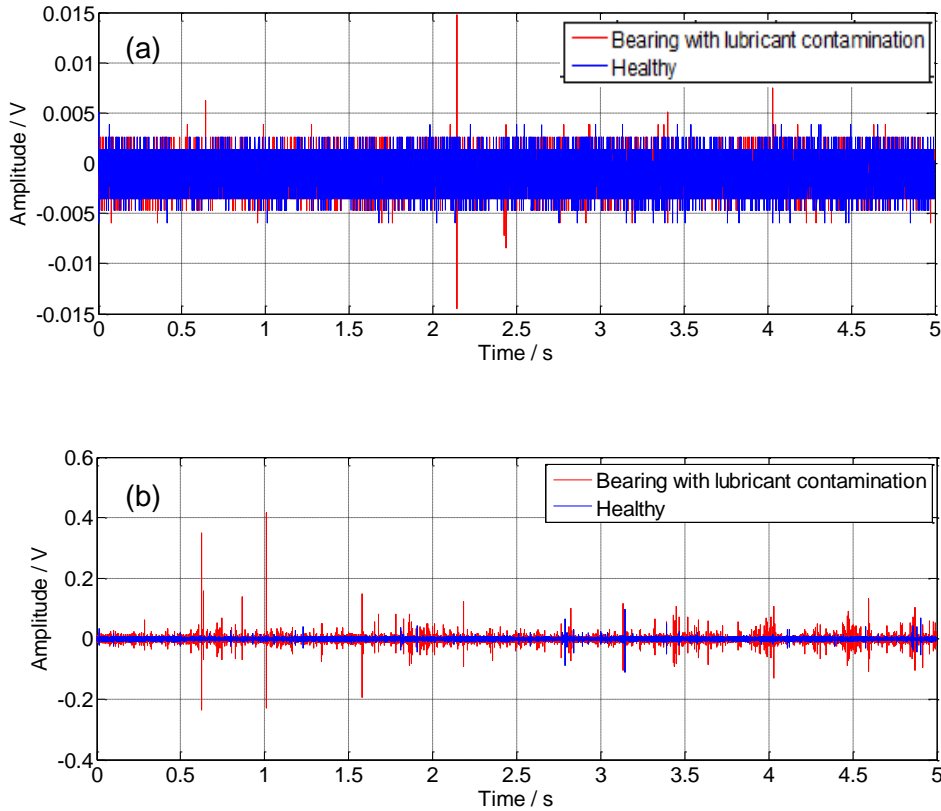 (a)
Bearing with lubricant contamination
Healthy
0.015
0.01
0.005
0
-0.005
-0.01
-0.015
Amplitude / V
0 0.5 1 1.5 2 2.5 3 3.5 4 4.5 5
Time / s
(b)
Bearing with lubricant contamination
Healthy
0.6
0.4
0.2
0
-0.2
-0.4
Amplitude / V
0 0.5 1 1.5 2 2.5 3 3.5 4 4.5 5
Time / s